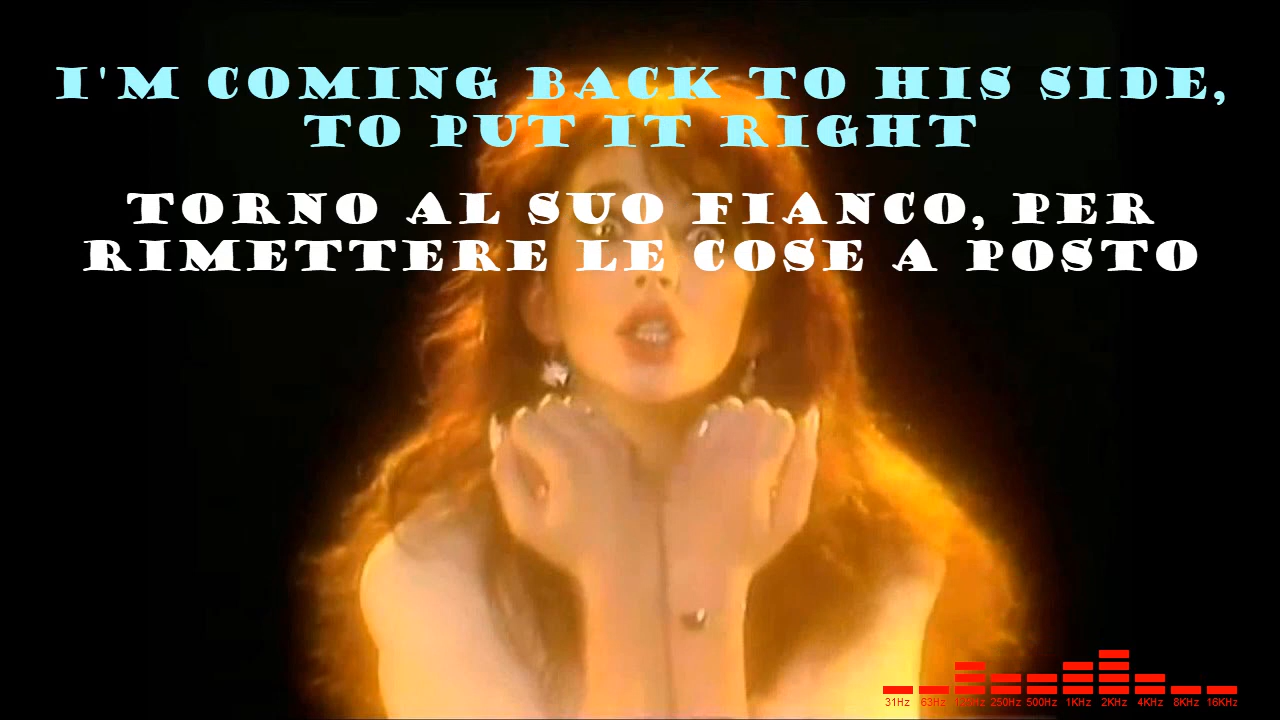 I'M COMING BACK TO HIS SIDE,
TO PUT IT RIGHT
TORNO AL SUO FIANCO, PER
RIMETTERE LE COSE A POSTO
31Hz 63Hz 125Hz 250Hz 500Hz 1KHz 2KHz 4KHz 8KHz 16KHz